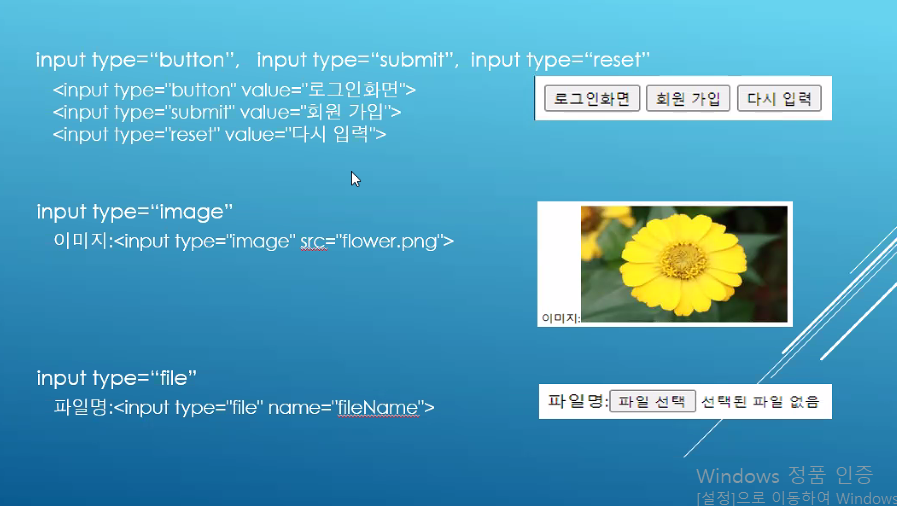 input type=“button”, input type=“submit”, input type=“reset”
<input type="button" value="로그인화면">
<input type="submit" value="회원 가입">
<input type="reset" value="다시 입력">
로그인화면 회원 가입 다시 입력
input type=“image”
이미지:<input type="image" src="flower.png">
이미지:
input type=“file”
파일명:<input type="file" name="fileName">
파일명: 파일 선택 선택된 파일 없음
Windows 정품 인증
[설정]으로 이동하여 Windows